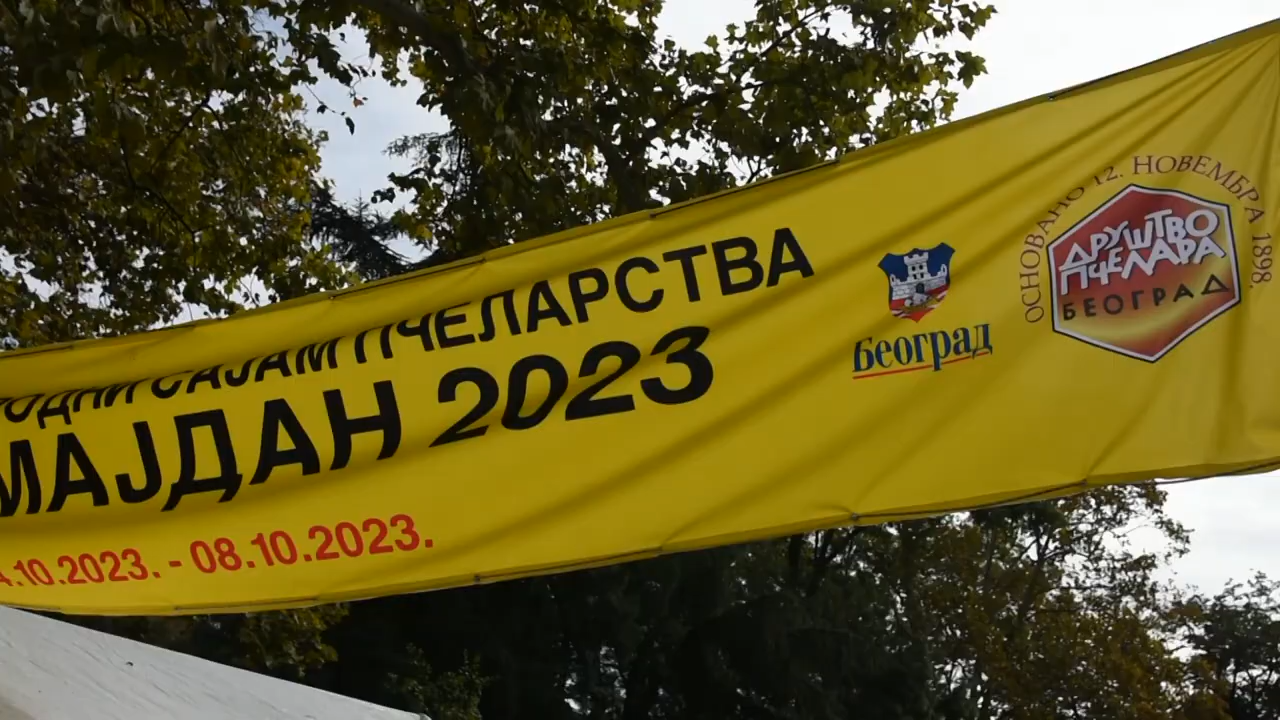 САЈАМ ПЧЕЛАРСТВА
МАЈДАН 2023
.10.2023. - 08.10.2023.
Београд
ОСНОВАНО 12. НОВЕМБРА 1898.
ДРУШТВО
ПЧЕЛАРА
БЕОГРАД